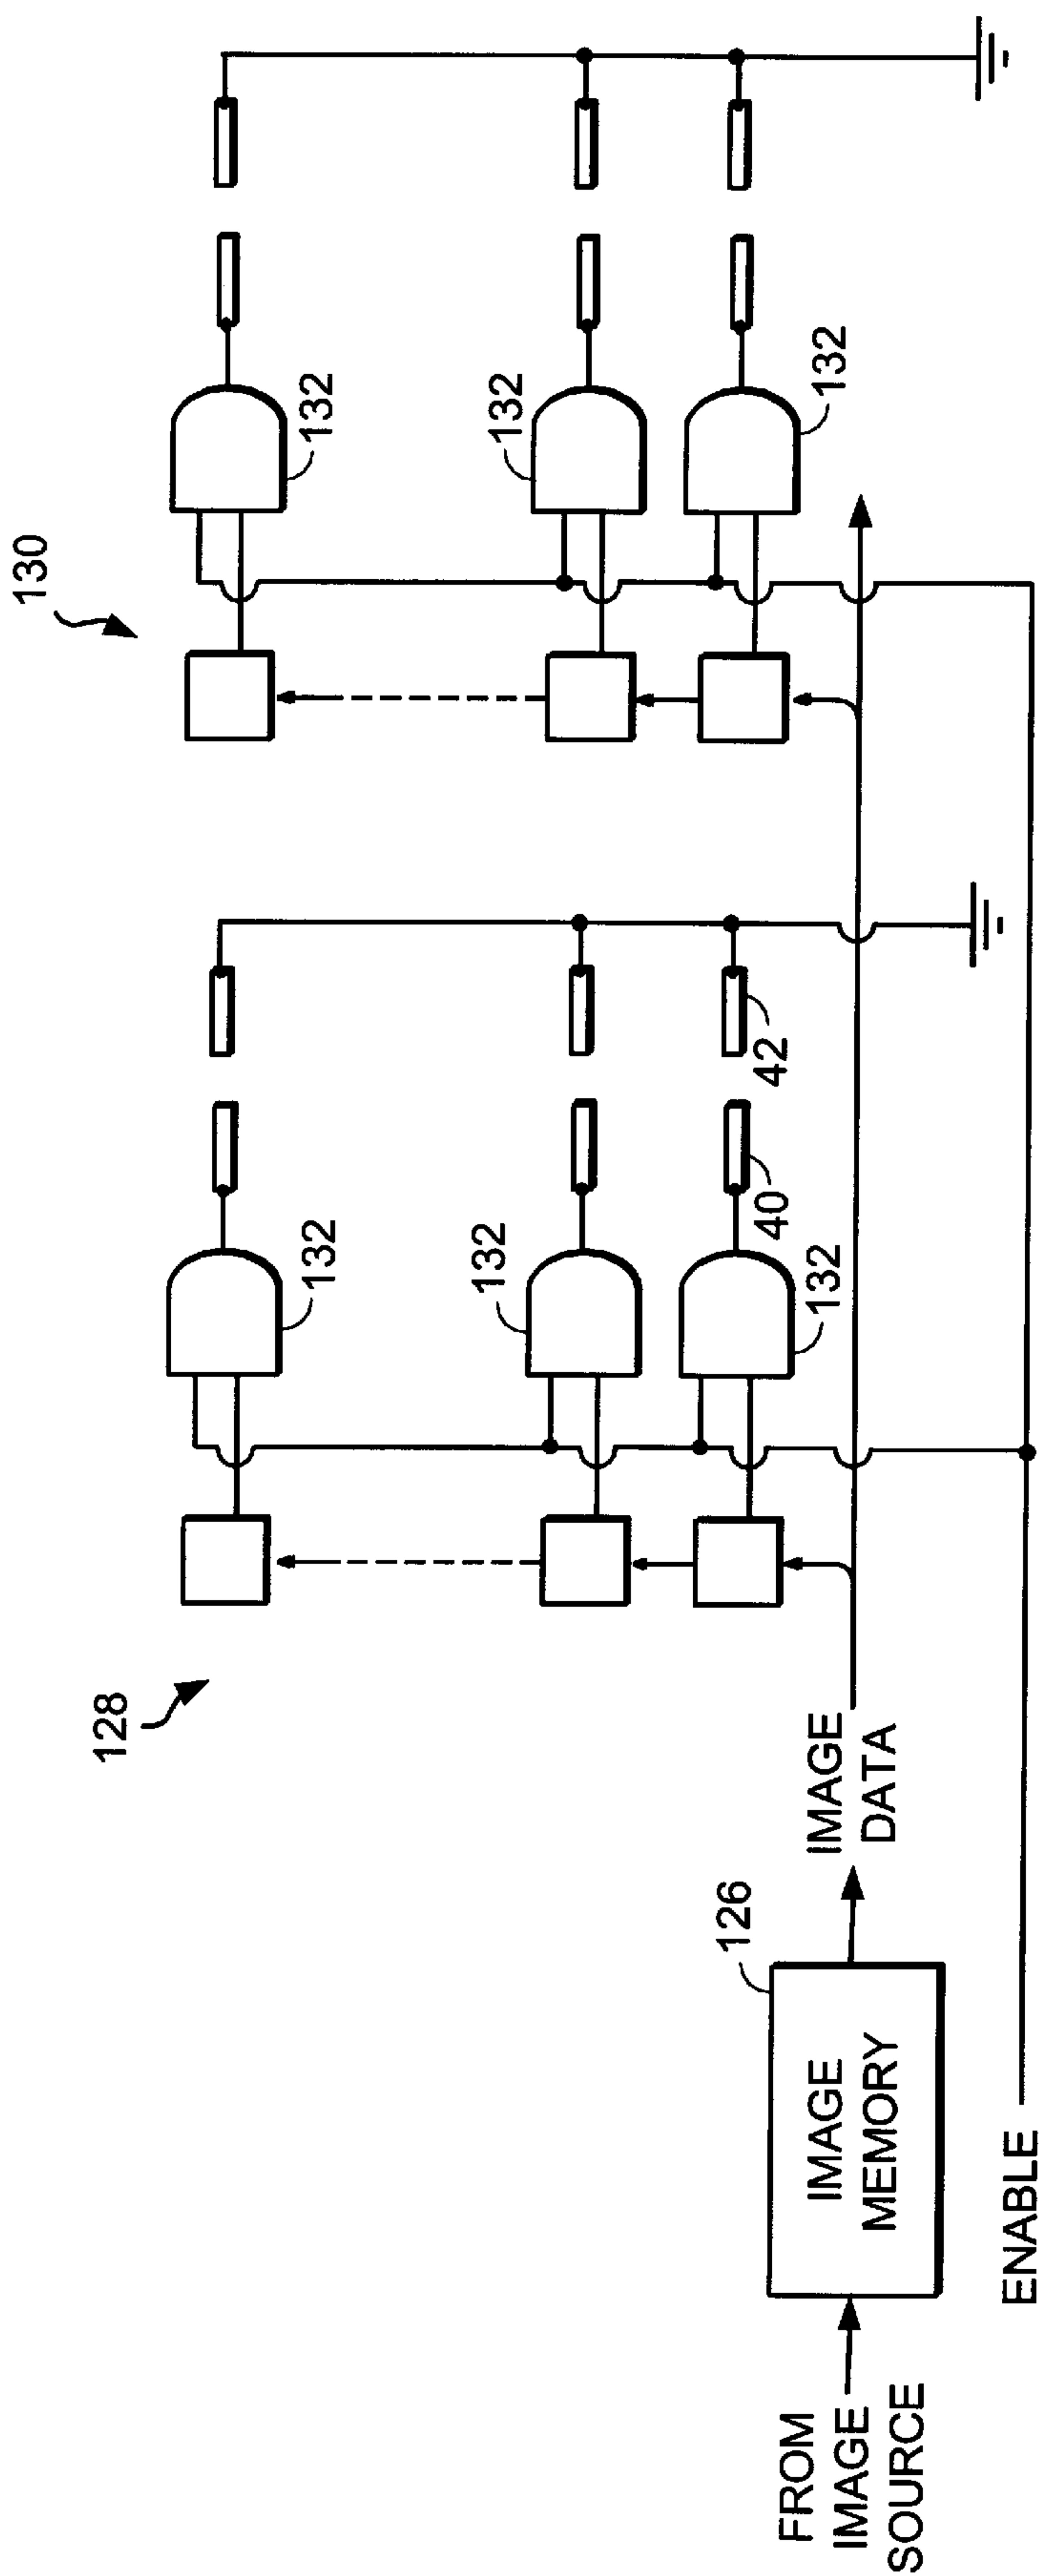 FROM
IMAGE
SOURCE
IMAGE
MEMORY
126
IMAGE
DATA
ENABLE
128
132
132
132
40
42
130
132
132
132